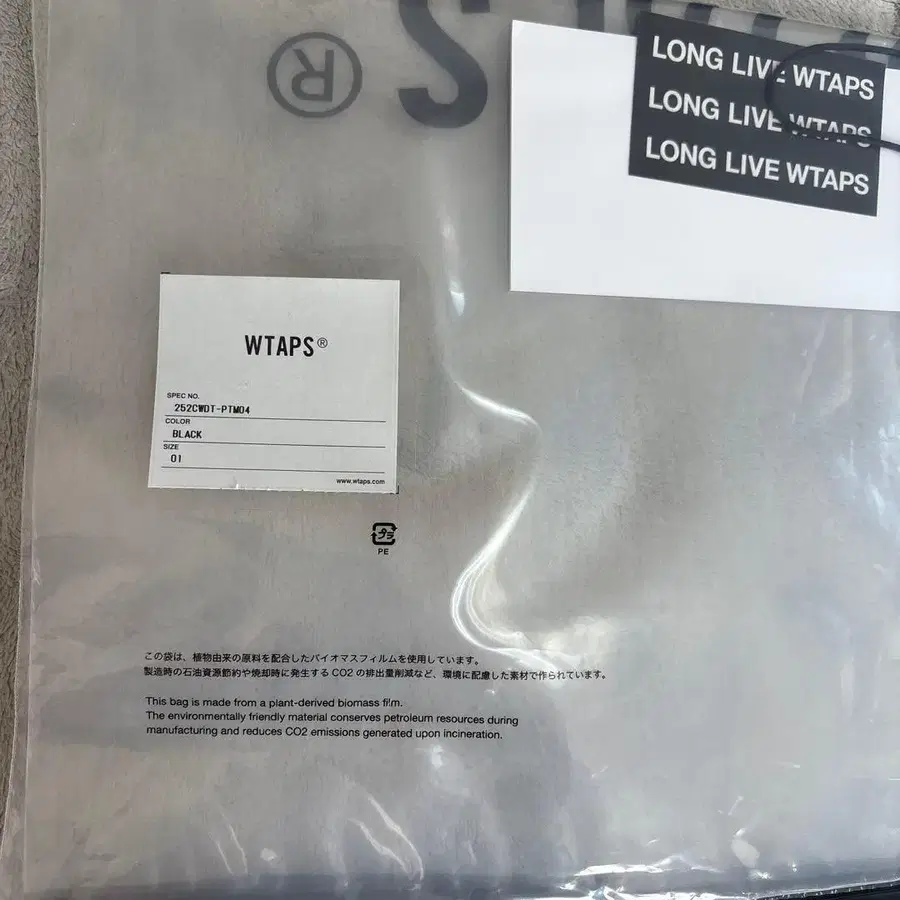 S ®
LONG LIVE WTAPS
LONG LIVE WTAPS
LONG LIVE WTAPS
WTAPS®
SPEC NO.
252CWDT-PTM04
COLOR
BLACK
SIZE
01
www.wtaps.com
プラ
PE
この袋は、植物由来の原料を配合したバイオマスフィルムを使用しています。
製造時の石油資源節約や焼却時に発生する CO2 の排出量削減など、環境に配慮した素材で作られています。
This bag is made from a plant-derived biomass film.
The environmentally friendly material conserves petroleum resources during
manufacturing and reduces CO2 emissions generated upon incineration.